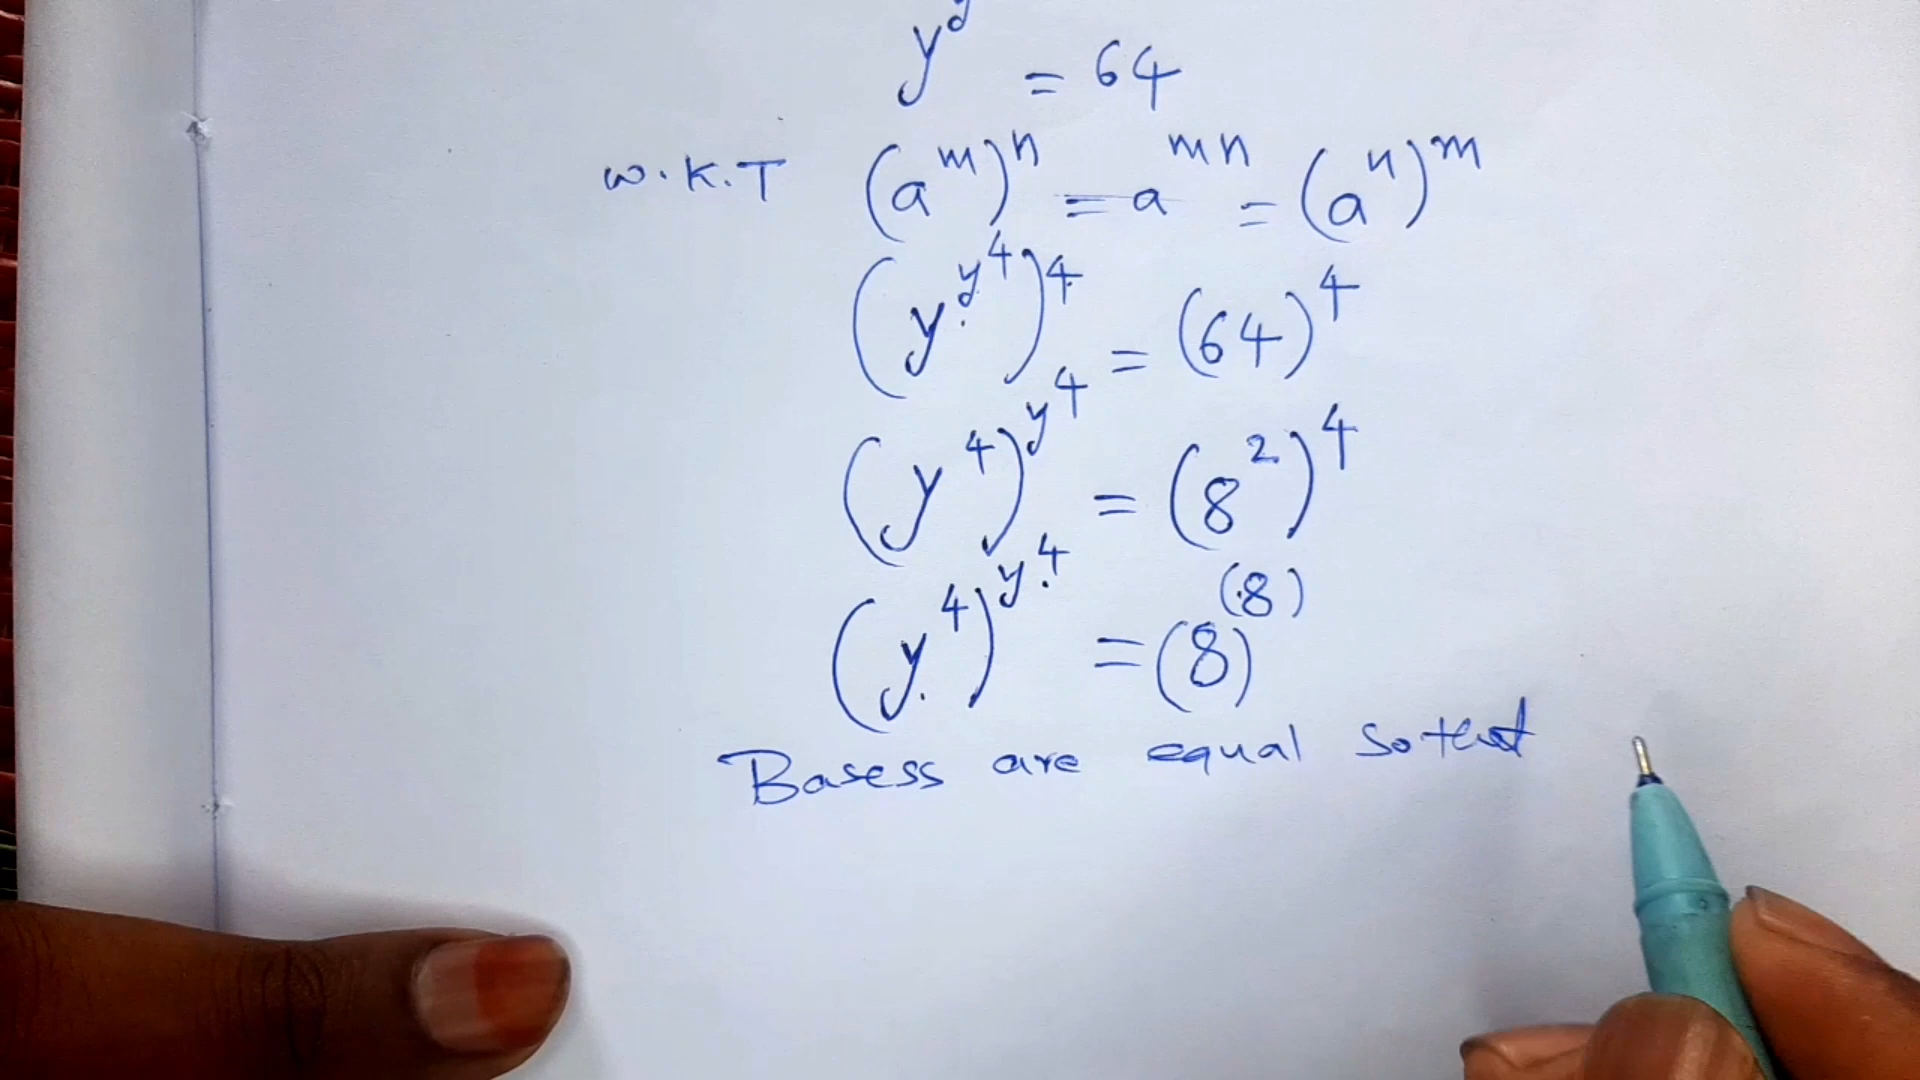 y^y = 64
w.K.T (a^m)^n = a^mn = (a^n)^m
(y^y^4)^4 = (64)^4
(y^4)^y^4 = (8^2)^4
(y^4)^y^4 = (8)^(8)
Basess are equal so that